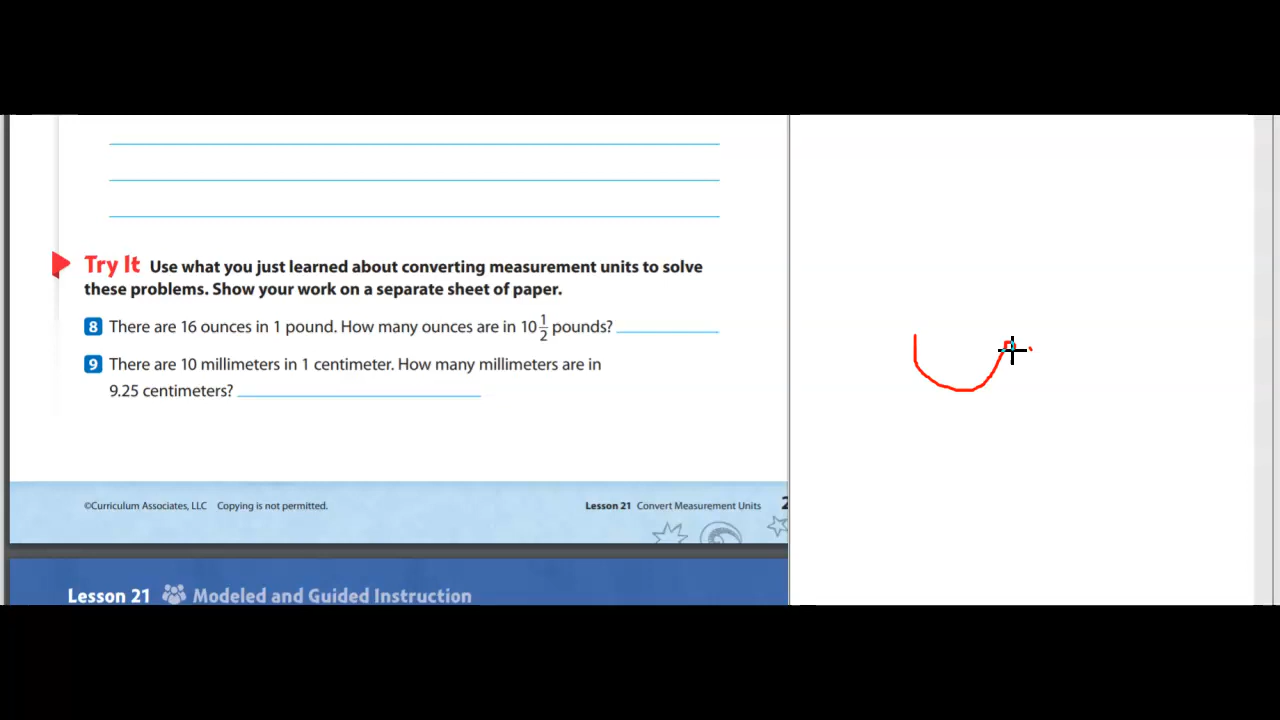 Try It Use what you just learned about converting measurement units to solve
these problems. Show your work on a separate sheet of paper.
8 There are 16 ounces in 1 pound. How many ounces are in 10 1/2 pounds?
9 There are 10 millimeters in 1 centimeter. How many millimeters are in
9.25 centimeters?
©Curriculum Associates, LLC Copying is not permitted.
Lesson 21 Convert Measurement Units
Lesson 21 Modeled and Guided Instruction